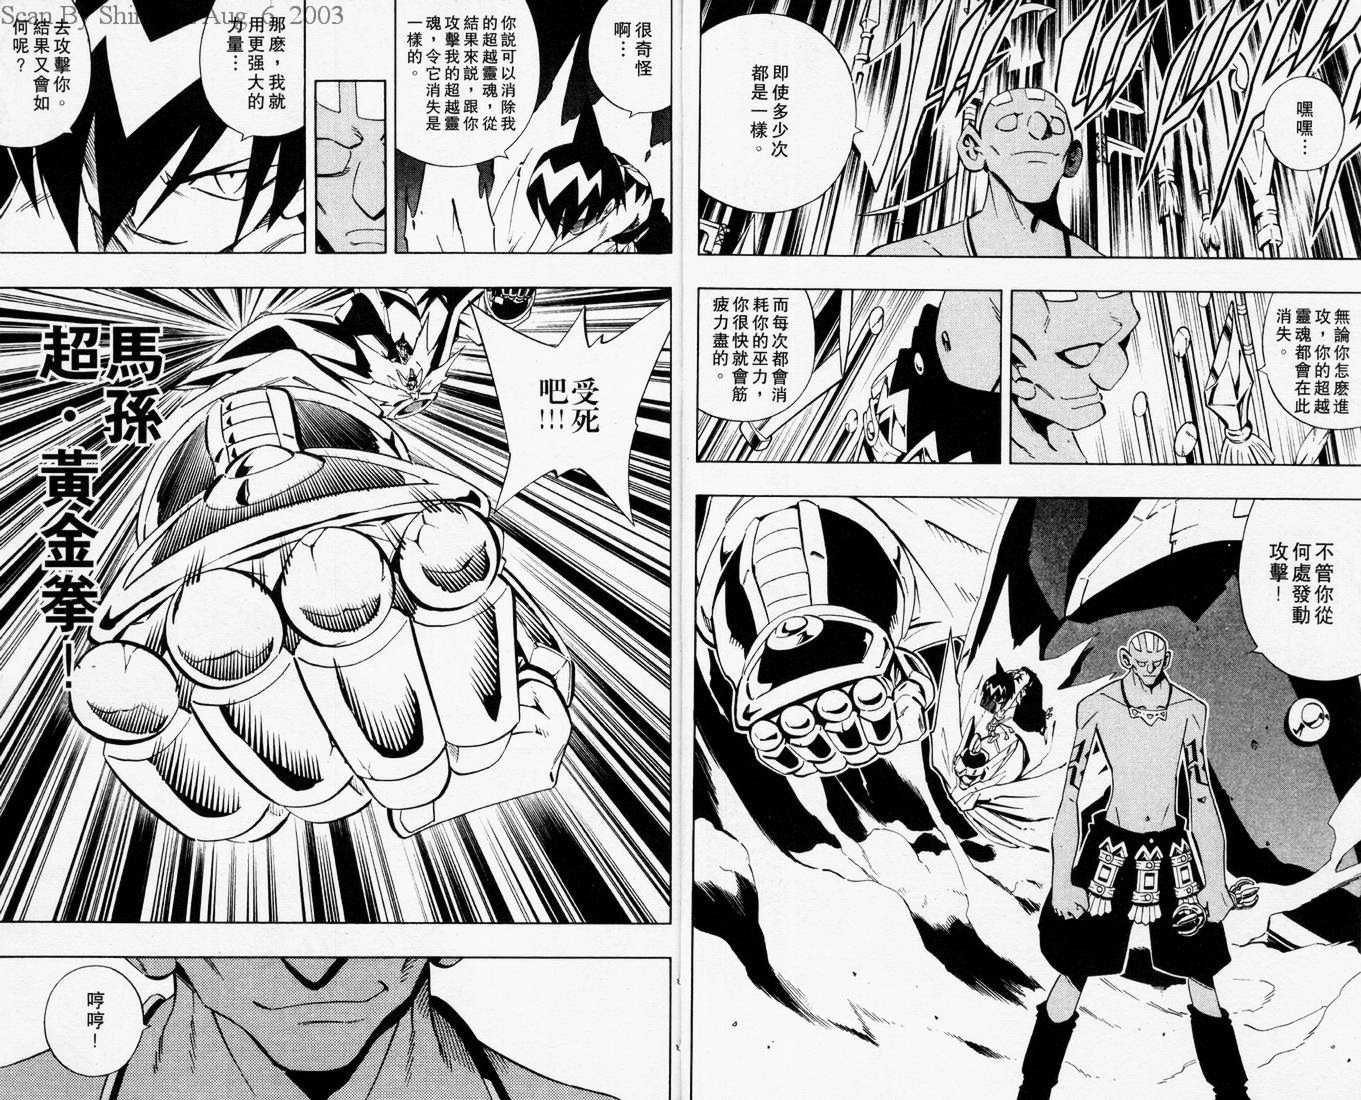 Scan By Shi Aug. 6, 2003
嘿嘿…
即使多少次
都是一樣。
無論你怎麼進
攻，你的超越
靈魂都會在此
消失。
而每次都會消
耗你的巫力，
你很快就會筋
疲力盡的。
不管你從
何處發動
攻擊！
很奇怪
啊…
你說可以消除我
的超越靈魂，從
結果來說，跟你
攻擊我的超越靈
魂，令它消失是
一樣的。
那麼，我就
用更强大的
力量…
去攻擊你。
結果又會如
何呢？
受死
吧!!!
馬孫
超·黃金拳！
哼哼！